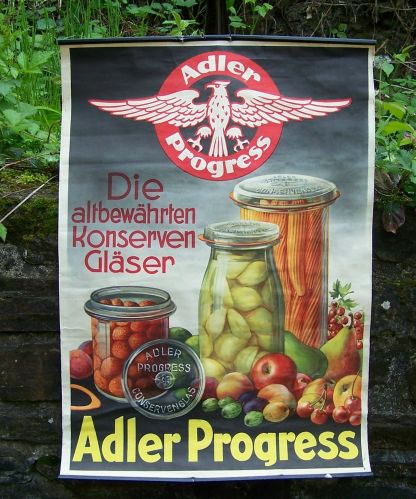 Adler
Progress
Die
altbewährten
Konserven
Gläser
ADLER
PROGRESS
CONSERVENGLAS
Adler Progress